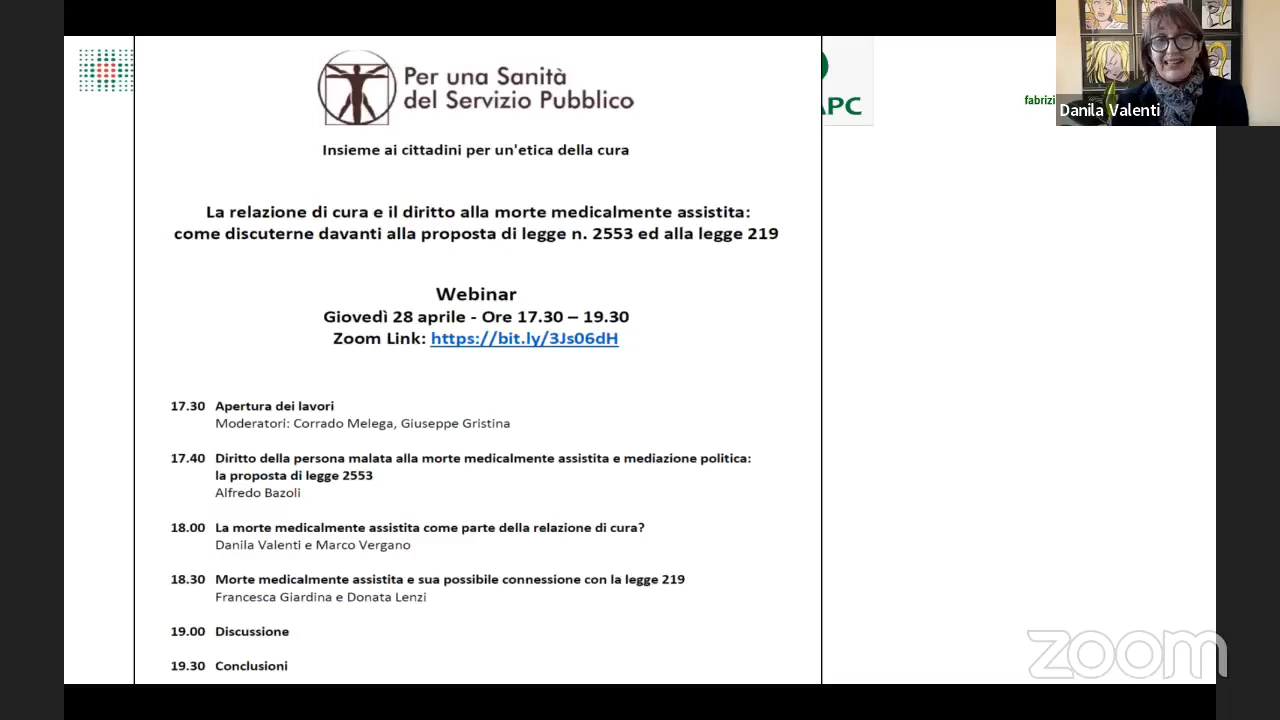 Per una Sanità
del Servizio Pubblico
APC
fabrizi
Danila Valenti
Insieme ai cittadini per un'etica della cura
La relazione di cura e il diritto alla morte medicalmente assistita:
come discuterne davanti alla proposta di legge n. 2553 ed alla legge 219
Webinar
Giovedì 28 aprile - Ore 17.30 – 19.30
Zoom Link: https://bit.ly/3Js06dH
17.30 Apertura dei lavori
Moderatori: Corrado Melega, Giuseppe Gristina
17.40 Diritto della persona malata alla morte medicalmente assistita e mediazione politica:
la proposta di legge 2553
Alfredo Bazoli
18.00 La morte medicalmente assistita come parte della relazione di cura?
Danila Valenti e Marco Vergano
18.30 Morte medicalmente assistita e sua possibile connessione con la legge 219
Francesca Giardina e Donata Lenzi
19.00 Discussione
19.30 Conclusioni
zoom